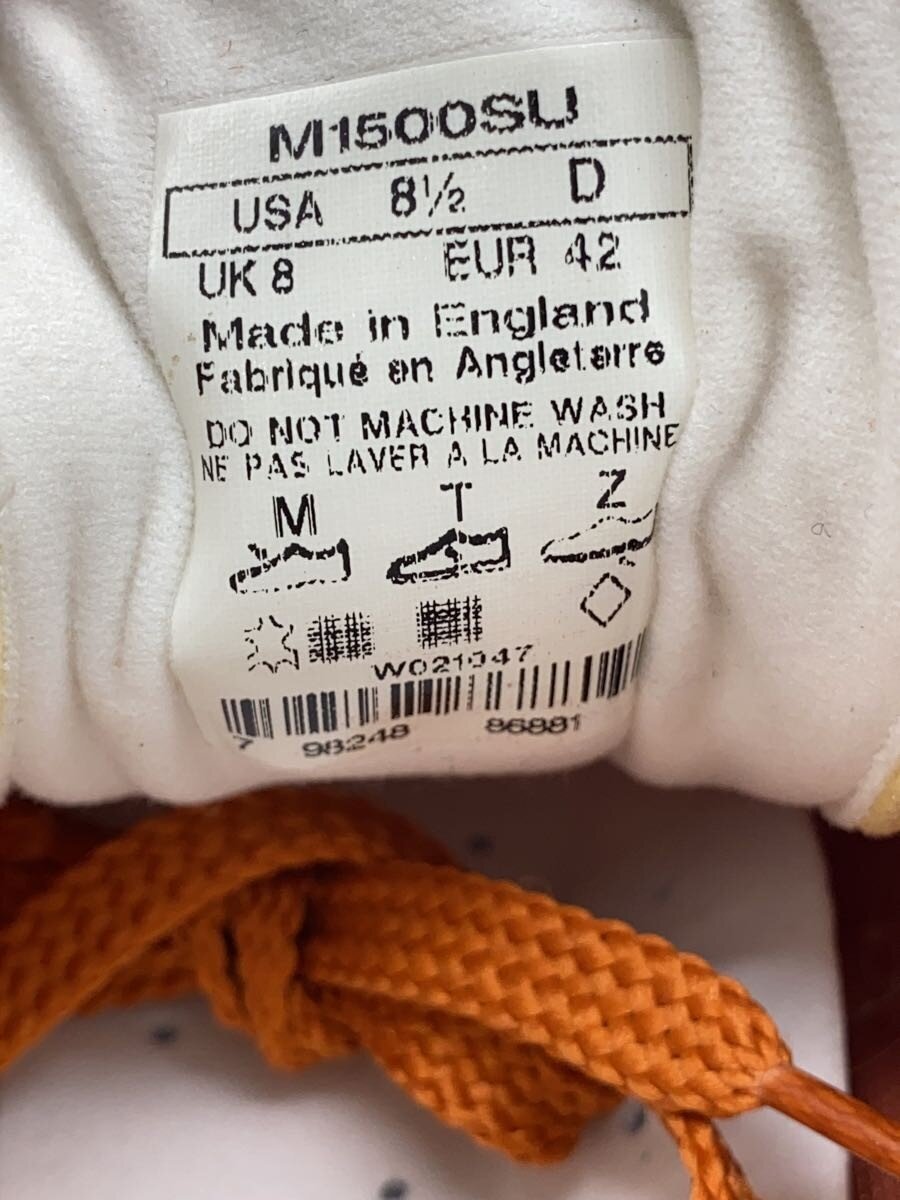 M1500SU
USA 8½ D
UK 8 EUR 42
Made in England
Fabriqué en Angleterre
DO NOT MACHINE WASH
NE PAS LAVER A LA MACHINE
M T Z
W021047
7 98248 86881